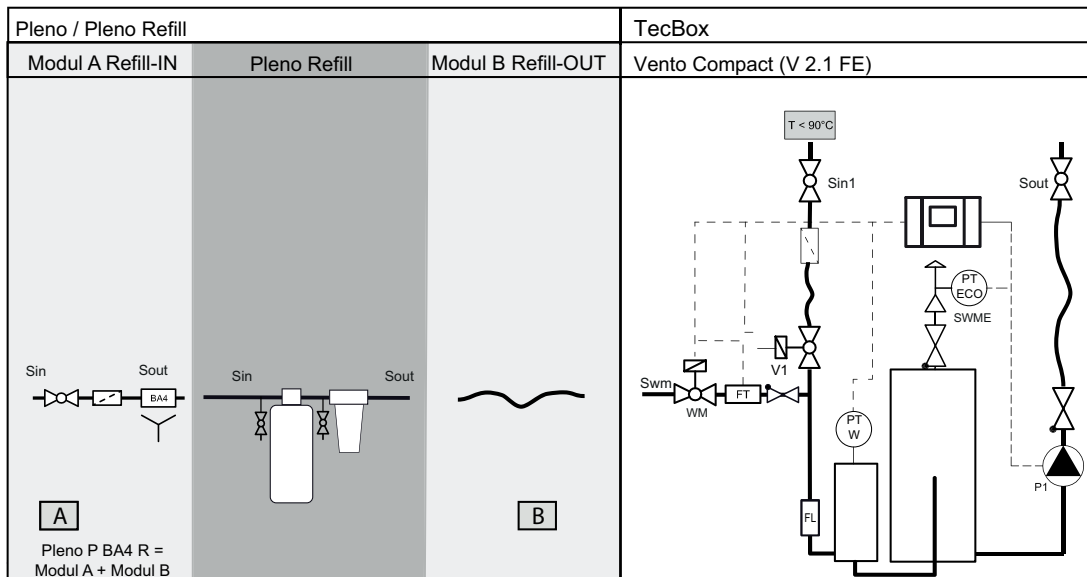 Pleno / Pleno Refill
TecBox
Modul A Refill-IN
Pleno Refill
Modul B Refill-OUT
Vento Compact (V 2.1 FE)
T < 90°C
Sin1
Sout
PT
ECO
SWME
V1
Sin
Sout
BA4
Sin
Sout
Swm
WM
FT
PT
W
P1
FL
A
B
Pleno P BA4 R =
Modul A + Modul B